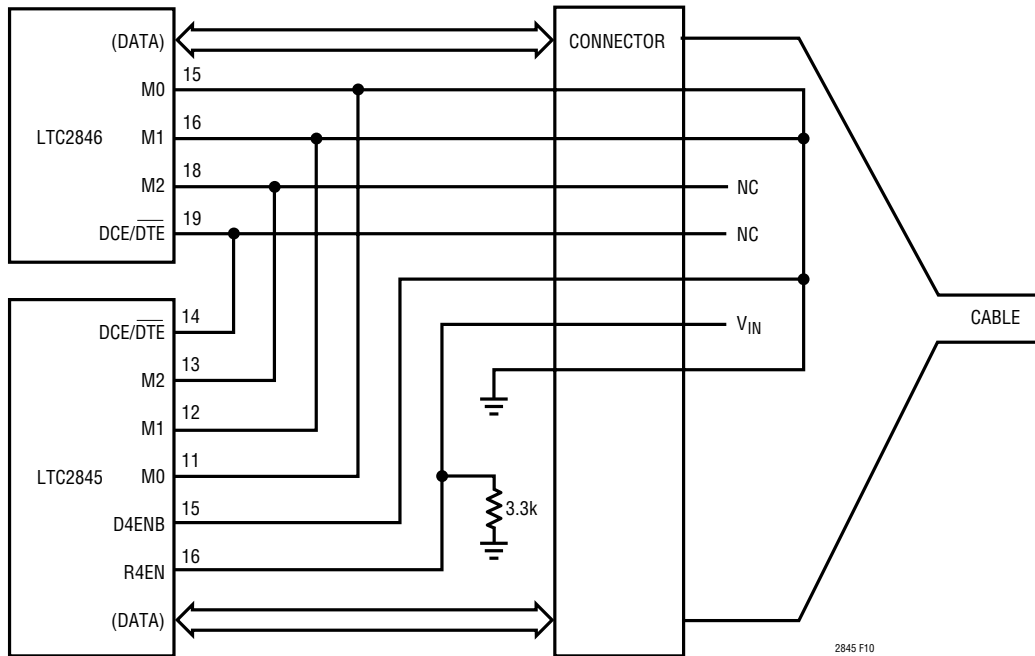 (DATA)
CONNECTOR
15
M0
16
LTC2846
M1
18
M2
NC
19
DCE/DTE
NC
14
DCE/DTE
VIN
CABLE
13
M2
12
M1
11
LTC2845
M0
15
3.3k
D4ENB
16
R4EN
(DATA)
2845 F10